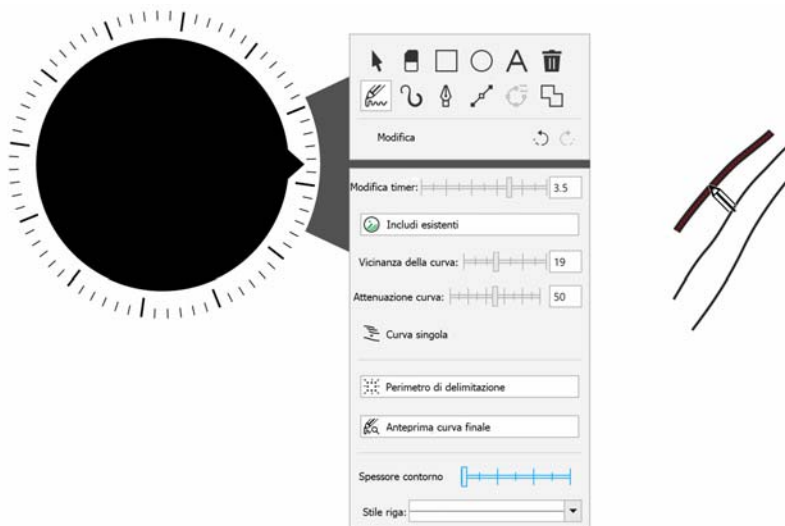 A
Modifica
Modifica timer: 3.5
Includi esistenti
Vicinanza della curva: 19
Attenuazione curva: 50
Curva singola
Perimetro di delimitazione
Anteprima curva finale
Spessore contorno
Stile riga: